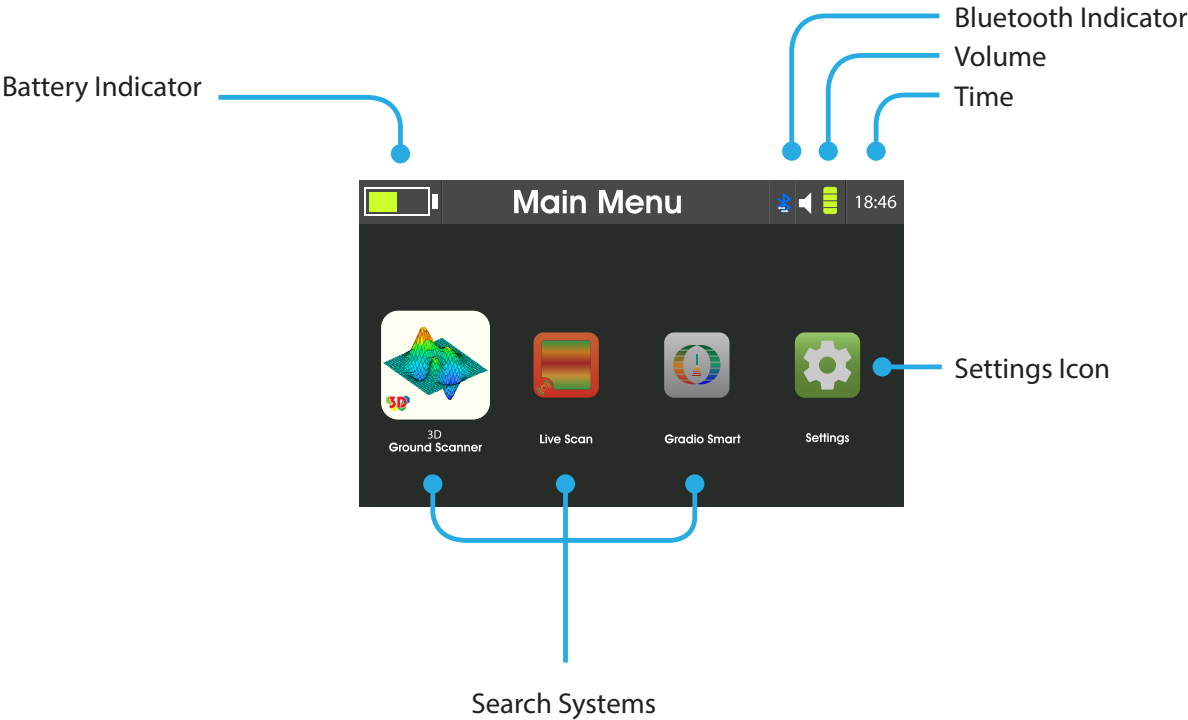 Bluetooth Indicator
Volume
Time
Battery Indicator
Main Menu
18:46
3D
3D
Ground Scanner
Live Scan
Gradio Smart
Settings
Settings Icon
Search Systems